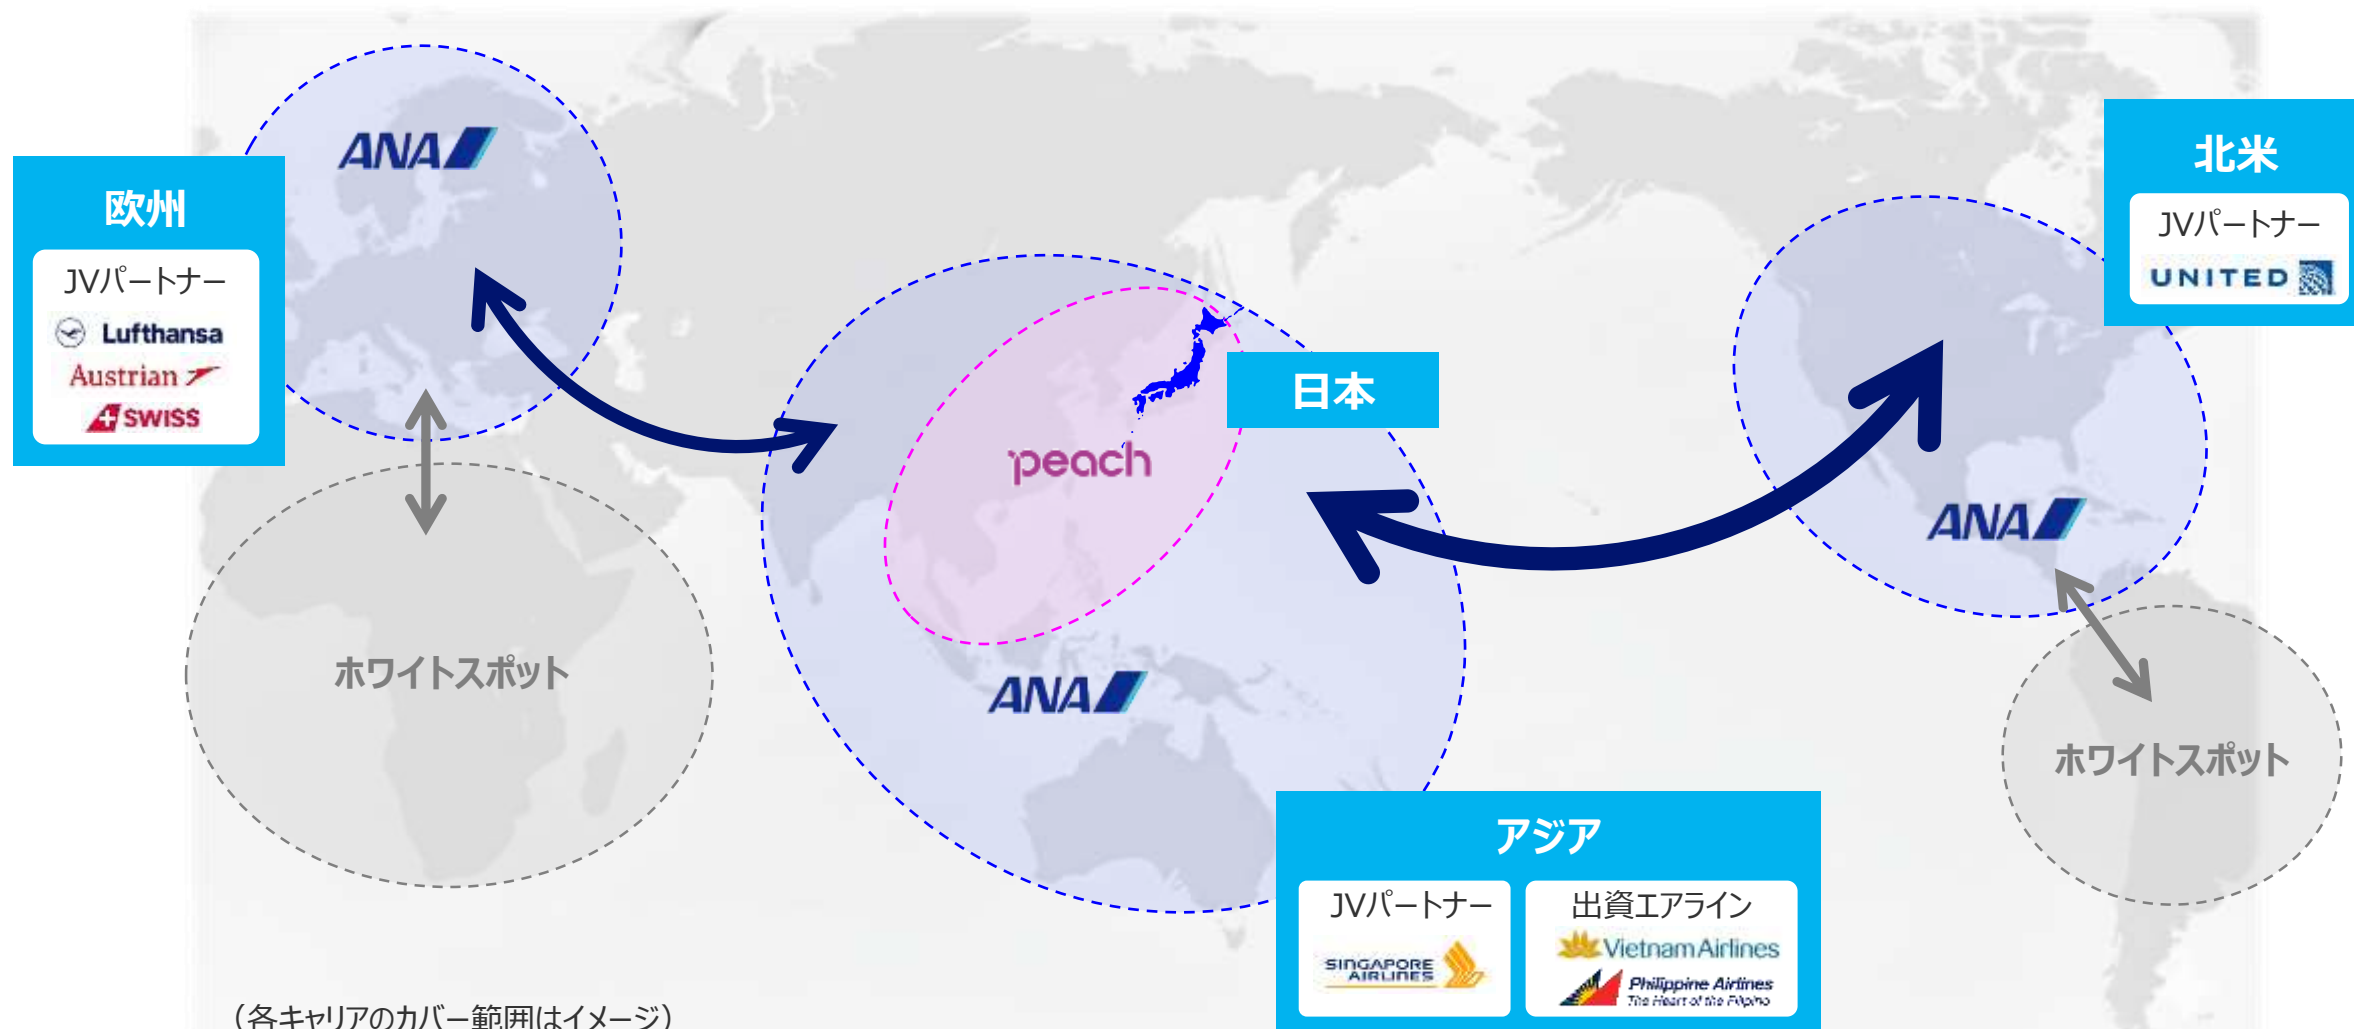 ANA
欧州
JVパートナー
Lufthansa
Austrian
SWISS
北米
JVパートナー
UNITED
日本
peach
ANA
ANA
ホワイトスポット
ホワイトスポット
アジア
JVパートナー
SINGAPORE
AIRLINES
出資エアライン
Vietnam Airlines
Philippine Airlines
The Heart of the Filipino
（各キャリアのカバー範囲はイメージ）